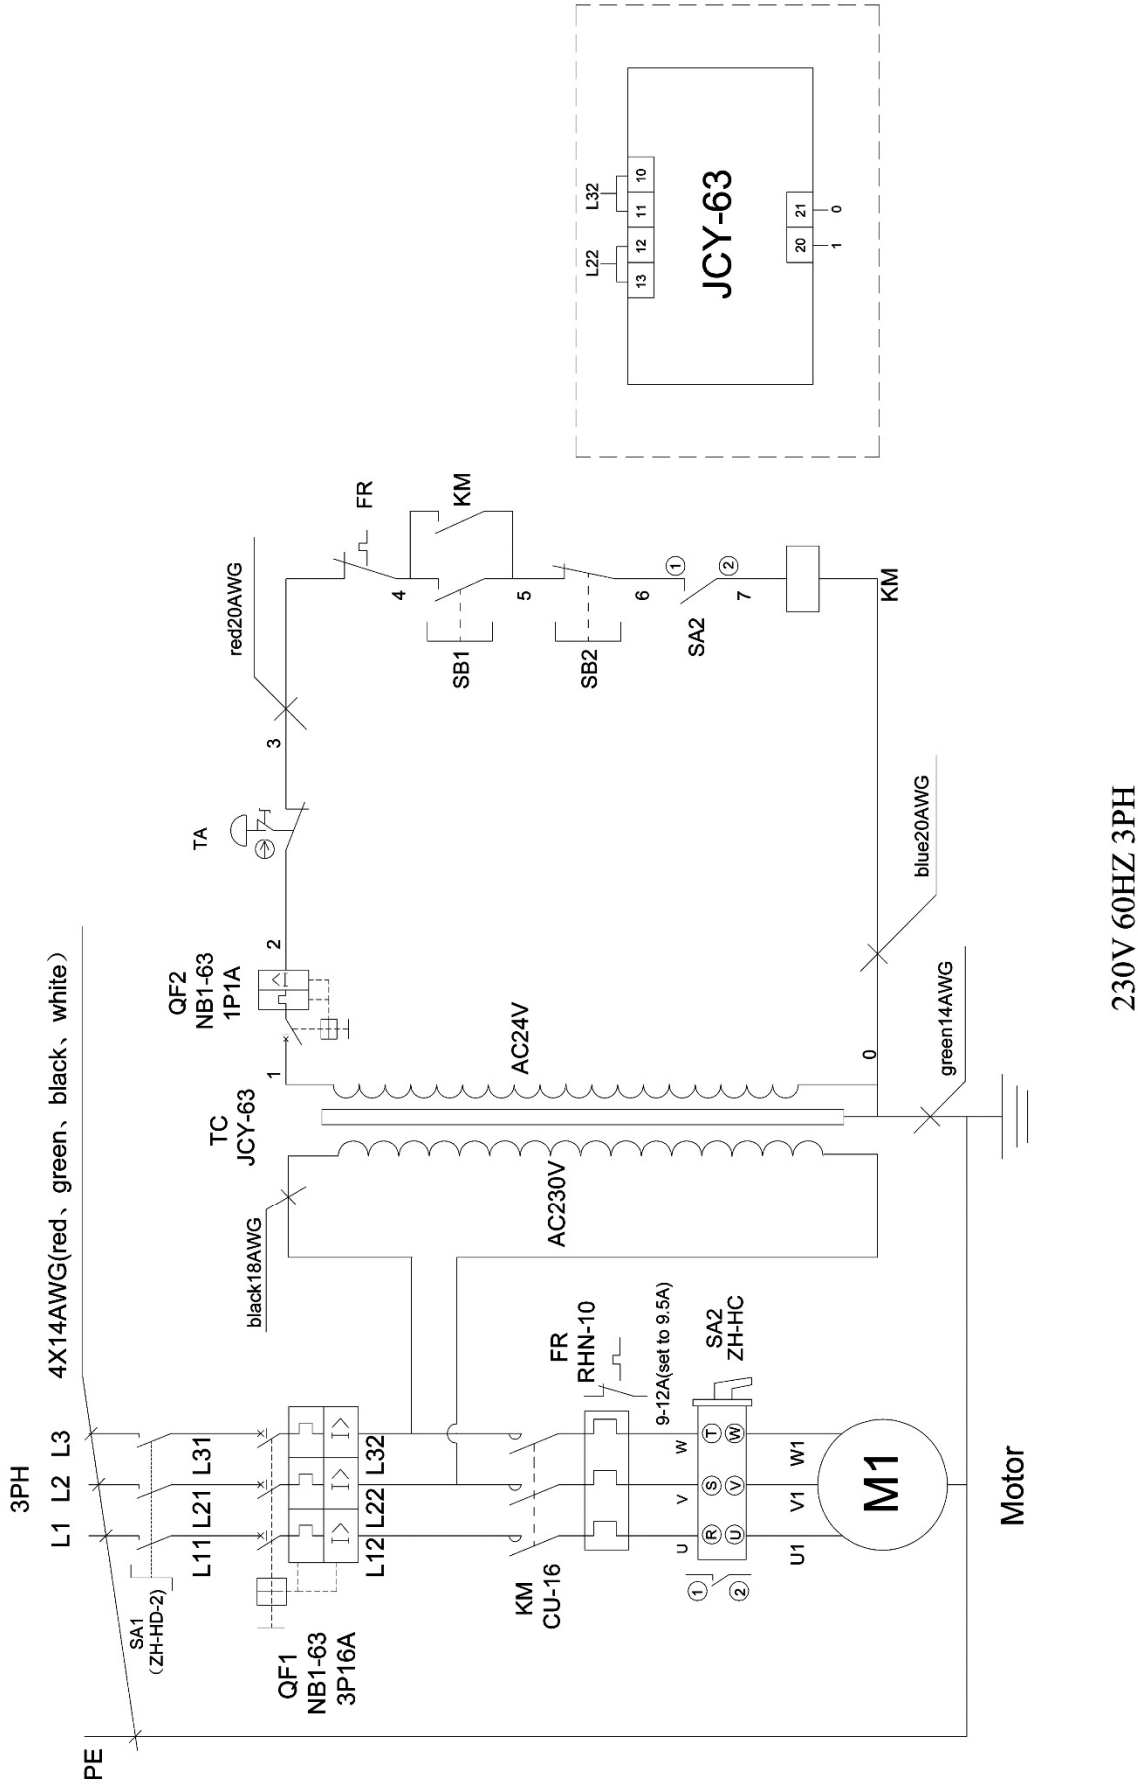 3PH
L1
L2
L3
4X14AWG(red、green、black、white)
PE
SA1
(ZH-HD-2)
L11
L21
L31
QF1
NB1-63
3P16A
I>
I>
I>
L12
L22
L32
KM
CU-16
FR
RHN-10
9-12A(set to 9.5A)
U
V
W
SA2
ZH-HC
R
S
T
U
V
W
1
2
U1
V1
W1
M1
Motor
black18AWG
TC
JCY-63
AC230V
AC24V
1
0
green14AWG
QF2
NB1-63
1P1A
I>
2
TA
3
red20AWG
blue20AWG
FR
4
KM
SB1
5
SB2
6
SA2
1
2
7
KM
L22
L32
13
12
11
10
JCY-63
20
21
1
0
230V 60HZ 3PH